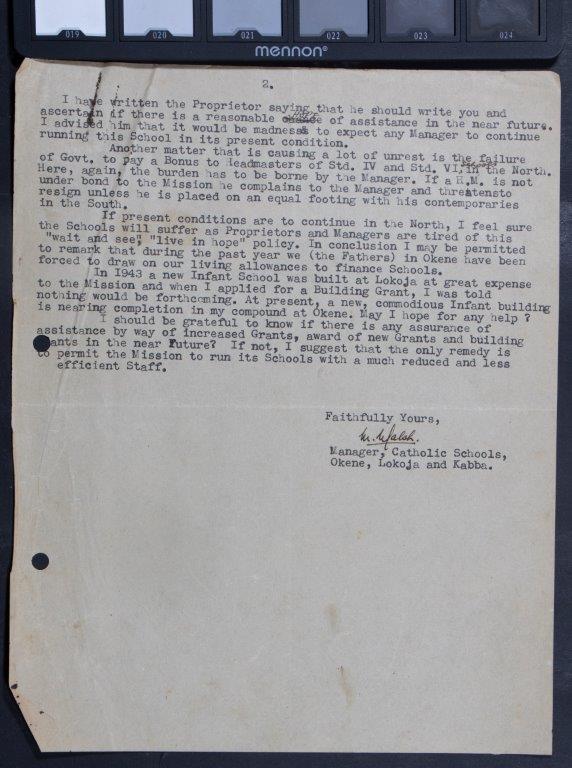 019 020 021 022 023 024
mennon®
2.
I have written the Proprietor saying that he should write you and
ascertain if there is a reasonable hope of assistance in the near future.
I advised him that it would be madness to expect any Manager to continue
running this School in its present condition.
Another matter that is causing a lot of unrest is the failure
of Govt. to pay a Bonus to Headmasters of Std. IV and Std. VI,in the North.
Here, again, the burden has to be borne by the Manager. If a H.M. is not
under bond to the Mission he complains to the Manager and threatensto
resign unless he is placed on an equal footing with his contemporaries
in the South.
If present conditions are to continue in the North, I feel sure
the Schools will suffer as Proprietors and Managers are tired of this
"wait and see", "live in hope" policy. In conclusion I may be permitted
to remark that during the past year we (the Fathers) in Okene have been
forced to draw on our living allowances to finance Schools.
In I943 a new Infant School was built at Lokoja at great expense
to the Mission and when I applied for a Building Grant, I was told
nothing would be forthcoming. At present, a new, commodious Infant building
is nearing completion in my compound at Okene. May I hope for any help ?
I should be grateful to know if there is any assurance of
assistance by way of increased Grants, award of new Grants and building
Grants in the near Future? If not, I suggest that the only remedy is
to permit the Mission to run its Schools with a much reduced and less
efficient Staff.
Faithfully Yours,
M. Walsh.
Manager, Catholic Schools,
Okene, Lokoja and Kabba.